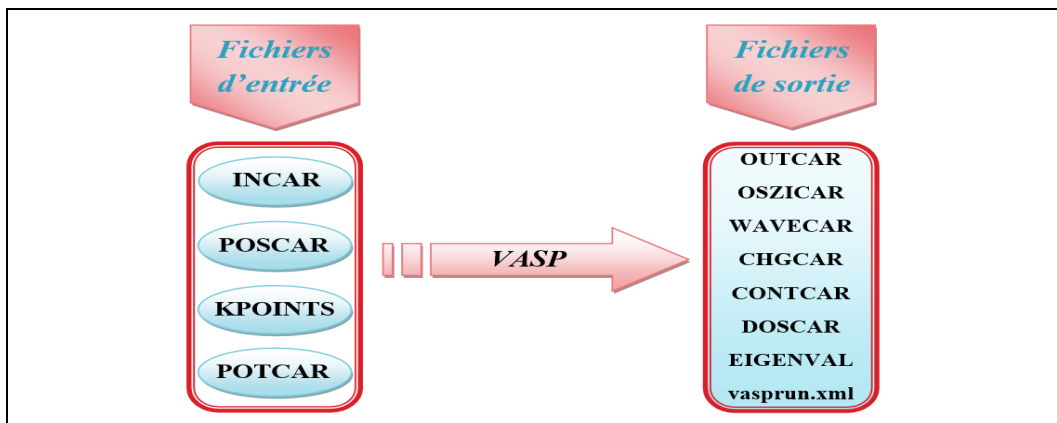 Fichiers
d'entrée
INCAR
POSCAR
KPOINTS
POTCAR
VASP
Fichiers
de sortie
OUTCAR
OSZICAR
WAVECAR
CHGCAR
CONTCAR
DOSCAR
EIGENVAL
vasprun.xml